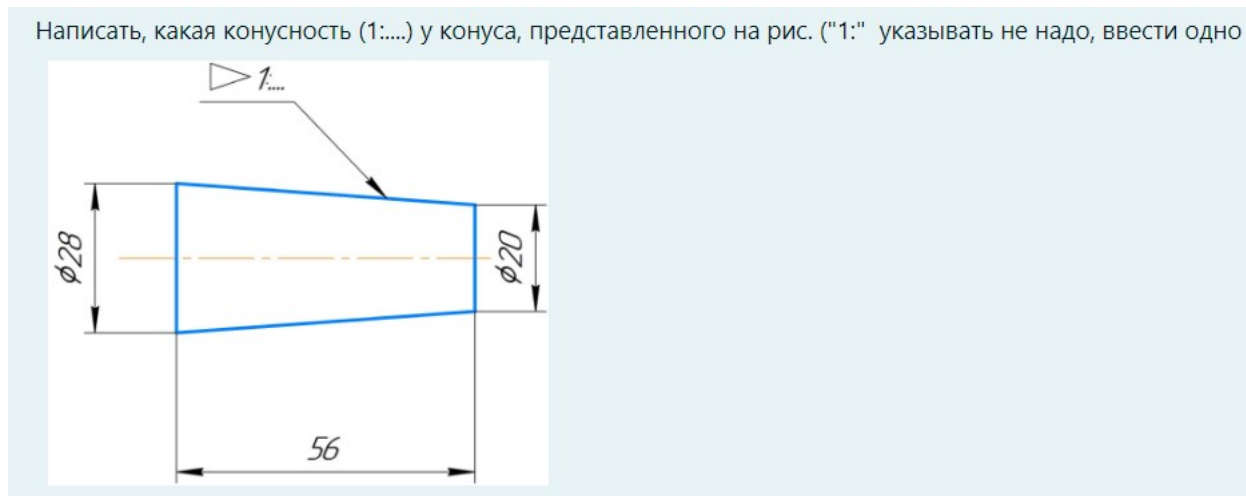 Написать, какая конусность (1:....) у конуса, представленного на рис. ("1:" указывать не надо, ввести одно
1:...
ϕ28
ϕ20
56